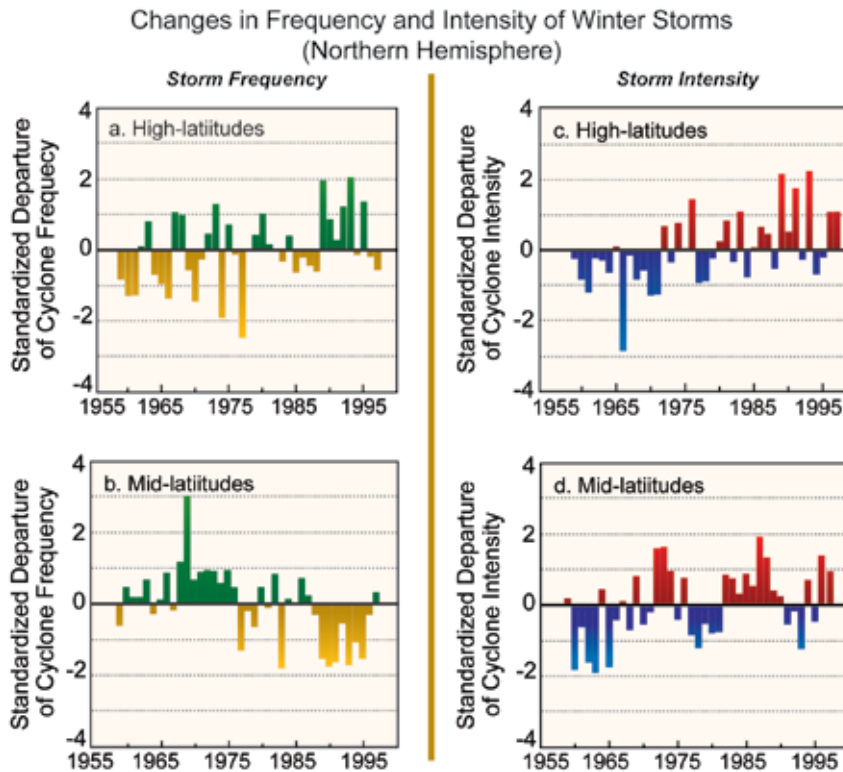 Changes in Frequency and Intensity of Winter Storms
(Northern Hemisphere)
Storm Frequency
Standardized Departure
of Cyclone Frequecy
a. High-latiitudes
4
2
0
-2
-4
1955 1965 1975 1985 1995
Standardized Departure
of Cyclone Frequency
b. Mid-latiitudes
4
2
0
-2
-4
1955 1965 1975 1985 1995
Storm Intensity
Standardized Departure
of Cyclone Intensity
c. High-latitudes
4
2
0
-2
-4
1955 1965 1975 1985 1995
Standardized Departure
of Cyclone Intensity
d. Mid-latiitudes
4
2
0
-2
-4
1955 1965 1975 1985 1995